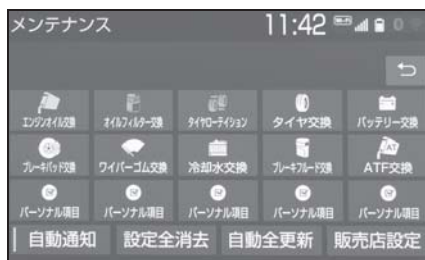 メンテナンス 11:42 Wi-Fi
エンジンオイル交換 オイルフィルター交換 タイヤローテイション タイヤ交換 バッテリー交換
ブレーキパッド交換 ワイパーゴム交換 冷却水交換 ブレーキフルード交換 ATF交換
パーソナル項目 パーソナル項目 パーソナル項目 パーソナル項目 パーソナル項目
自動通知 設定全消去 自動全更新 販売店設定